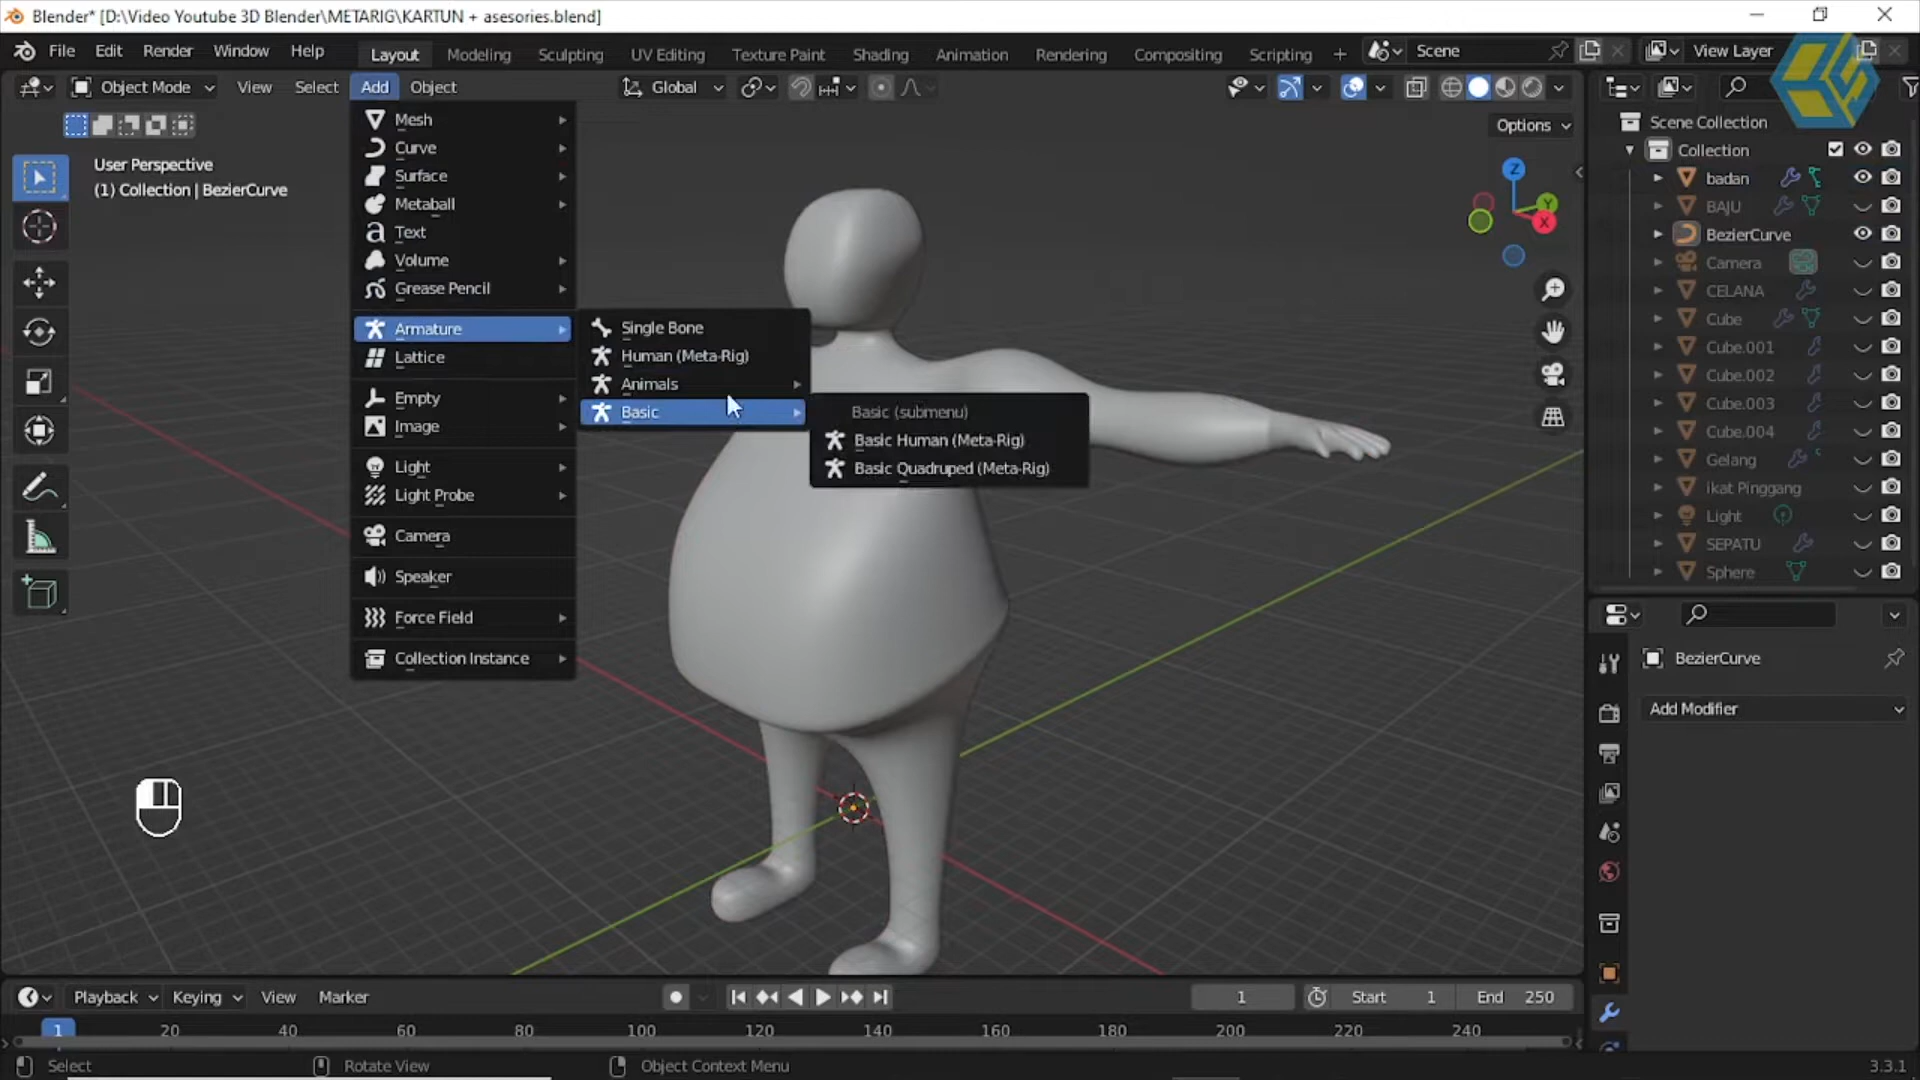 Blender* [D:\Video Youtube 3D Blender\METARIG\KARTUN + asesories.blend]
File Edit Render Window Help
Layout Modeling Sculpting UV Editing Texture Paint Shading Animation Rendering Compositing Scripting +
Scene
View Layer
Object Mode View Select Add Object
Global
Options
User Perspective
(1) Collection | BezierCurve
Mesh
Curve
Surface
Metaball
Text
Volume
Grease Pencil
Armature
Lattice
Empty
Image
Light
Light Probe
Camera
Speaker
Force Field
Collection Instance
Single Bone
Human (Meta-Rig)
Animals
Basic
Basic (submenu)
Basic Human (Meta-Rig)
Basic Quadruped (Meta-Rig)
Z
Y
X
Scene Collection
Collection
badan
BAJU
BezierCurve
Camera
CELANA
Cube
Cube.001
Cube.002
Cube.003
Cube.004
Gelang
ikat Pinggang
Light
SEPATU
Sphere
BezierCurve
Add Modifier
Playback Keying View Marker
1 Start 1 End 250
1 20 40 60 80 100 120 140 160 180 200 220 240
Select Rotate View Object Context Menu 3.3.1